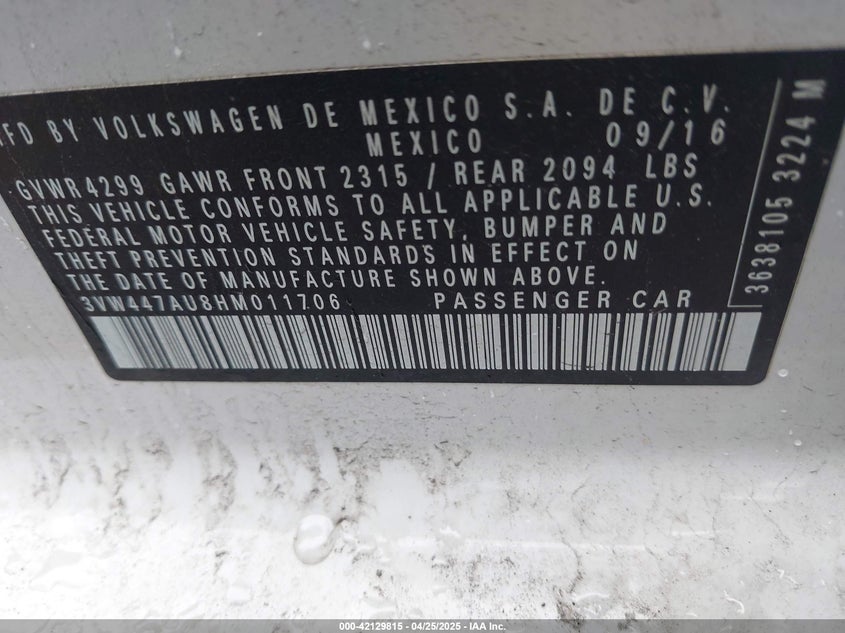 MFD BY VOLKSWAGEN DE MEXICO S.A. DE C.V.
MEXICO 09/16
GVWR4299 GAWR FRONT 2315 / REAR 2094 LBS
THIS VEHICLE CONFORMS TO ALL APPLICABLE U.S.
FEDERAL MOTOR VEHICLE SAFETY, BUMPER AND
THEFT PREVENTION STANDARDS IN EFFECT ON
THE DATE OF MANUFACTURE SHOWN ABOVE.
3VW447AU8HM011706 PASSENGER CAR
3638105 3224 M
000-42129815 - 04/25/2025 - IAA Inc.